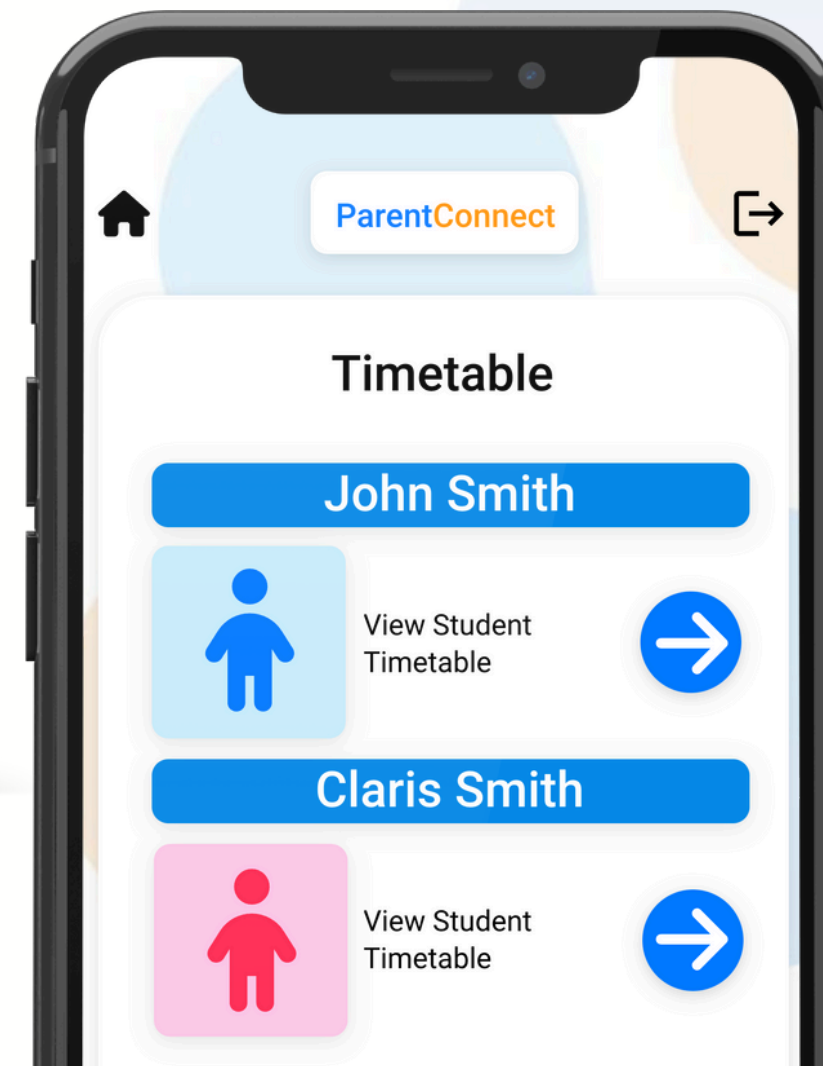 ParentConnect
Timetable
John Smith
View Student
Timetable
Claris Smith
View Student
Timetable